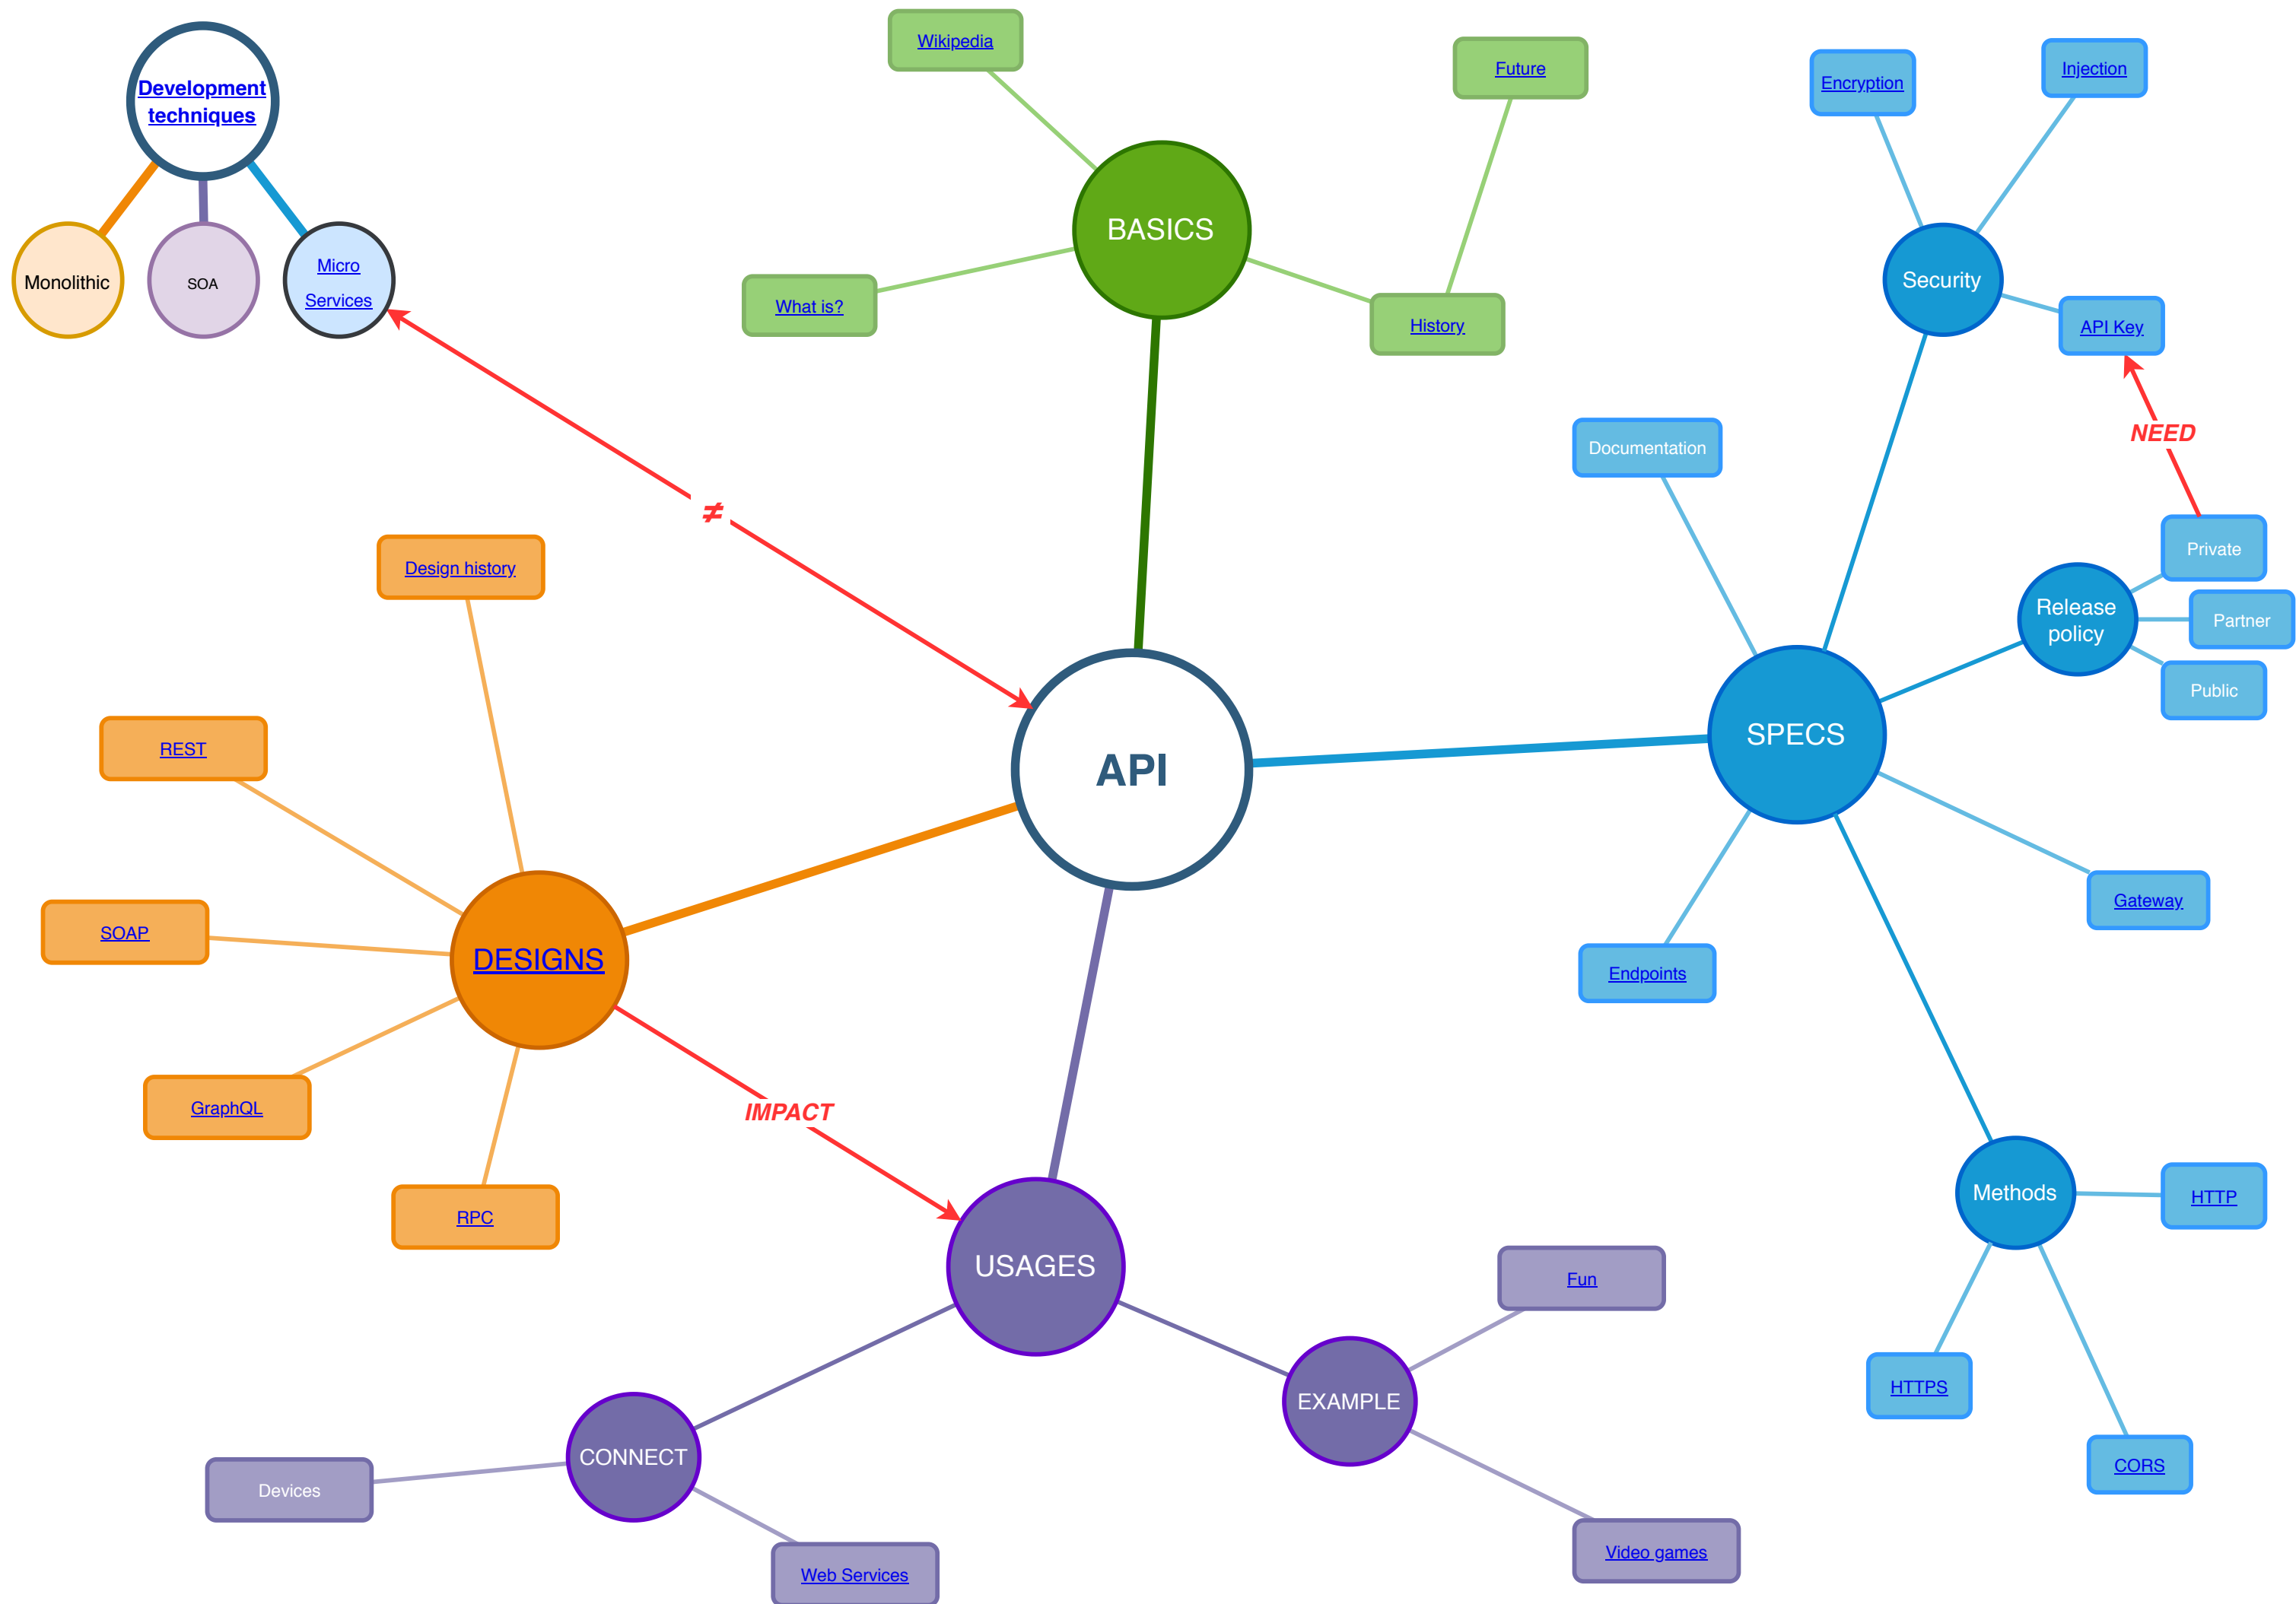 Wikipedia
Future
Encryption
Injection
Development
techniques
BASICS
Monolithic
SOA
Micro
Services
What is?
History
Security
API Key
NEED
Documentation
≠
Private
Design history
Release
policy
Partner
Public
REST
API
SPECS
SOAP
DESIGNS
Gateway
Endpoints
GraphQL
IMPACT
RPC
USAGES
Methods
HTTP
Fun
HTTPS
EXAMPLE
CONNECT
CORS
Devices
Video games
Web Services